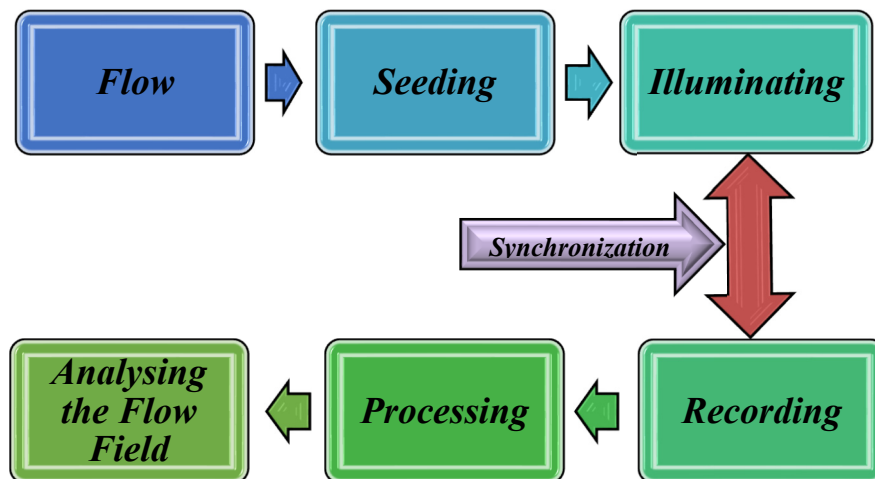 Flow
Seeding
Illuminating
Synchronization
Analysing
the Flow
Field
Processing
Recording